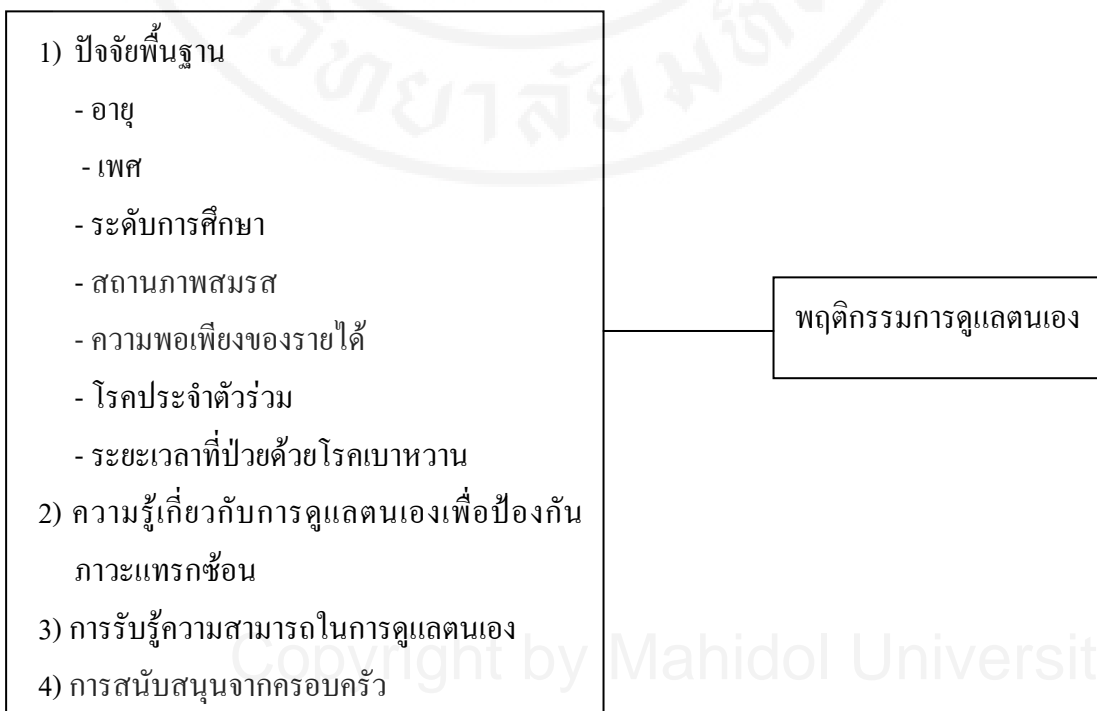 วิทยาลัยมหิ
1) ปัจจัยพื้นฐาน
- อายุ
- เพศ
- ระดับการศึกษา
- สถานภาพสมรส
- ความพอเพียงของรายได้
- โรคประจำตัวร่วม
- ระยะเวลาที่ป่วยด้วยโรคเบาหวาน
2) ความรู้เกี่ยวกับการดูแลตนเองเพื่อป้องกัน
ภาวะแทรกซ้อน
3) การรับรู้ความสามารถในการดูแลตนเอง
4) การสนับสนุนจากครอบครัว
พฤติกรรมการดูแลตนเอง
Copyright by Mahidol Universit